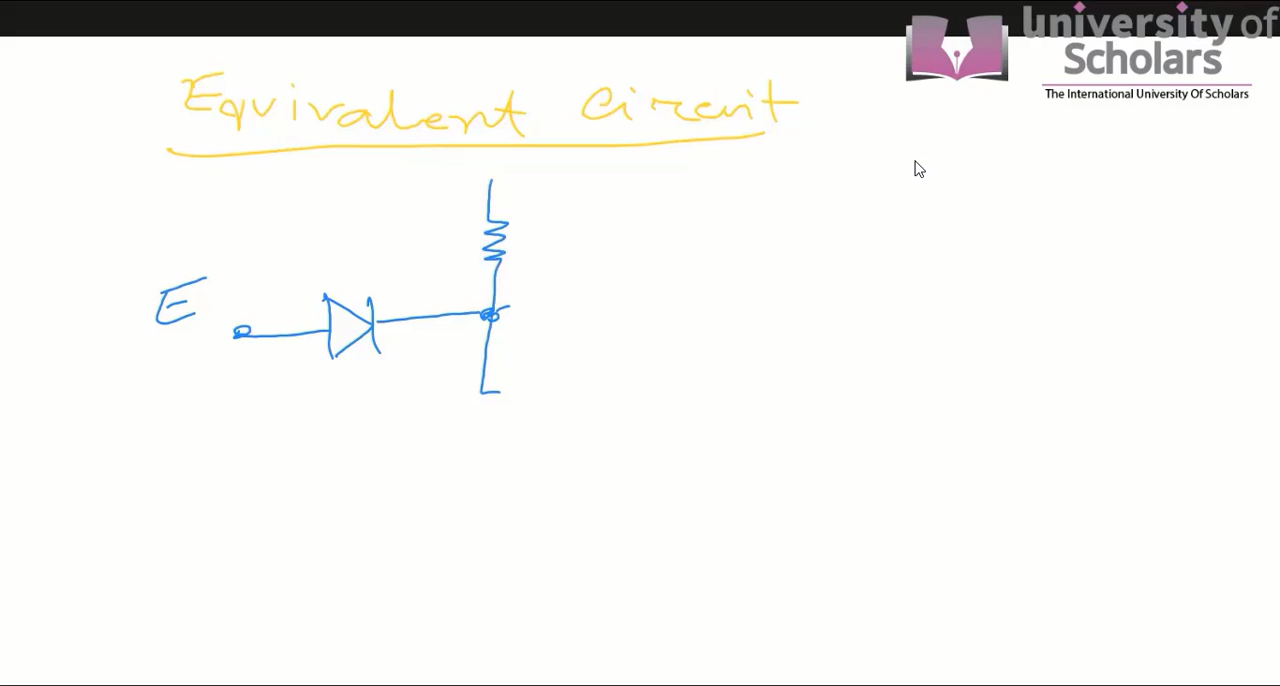 university of
Scholars
The International University Of Scholars
Equivalent circuit
E